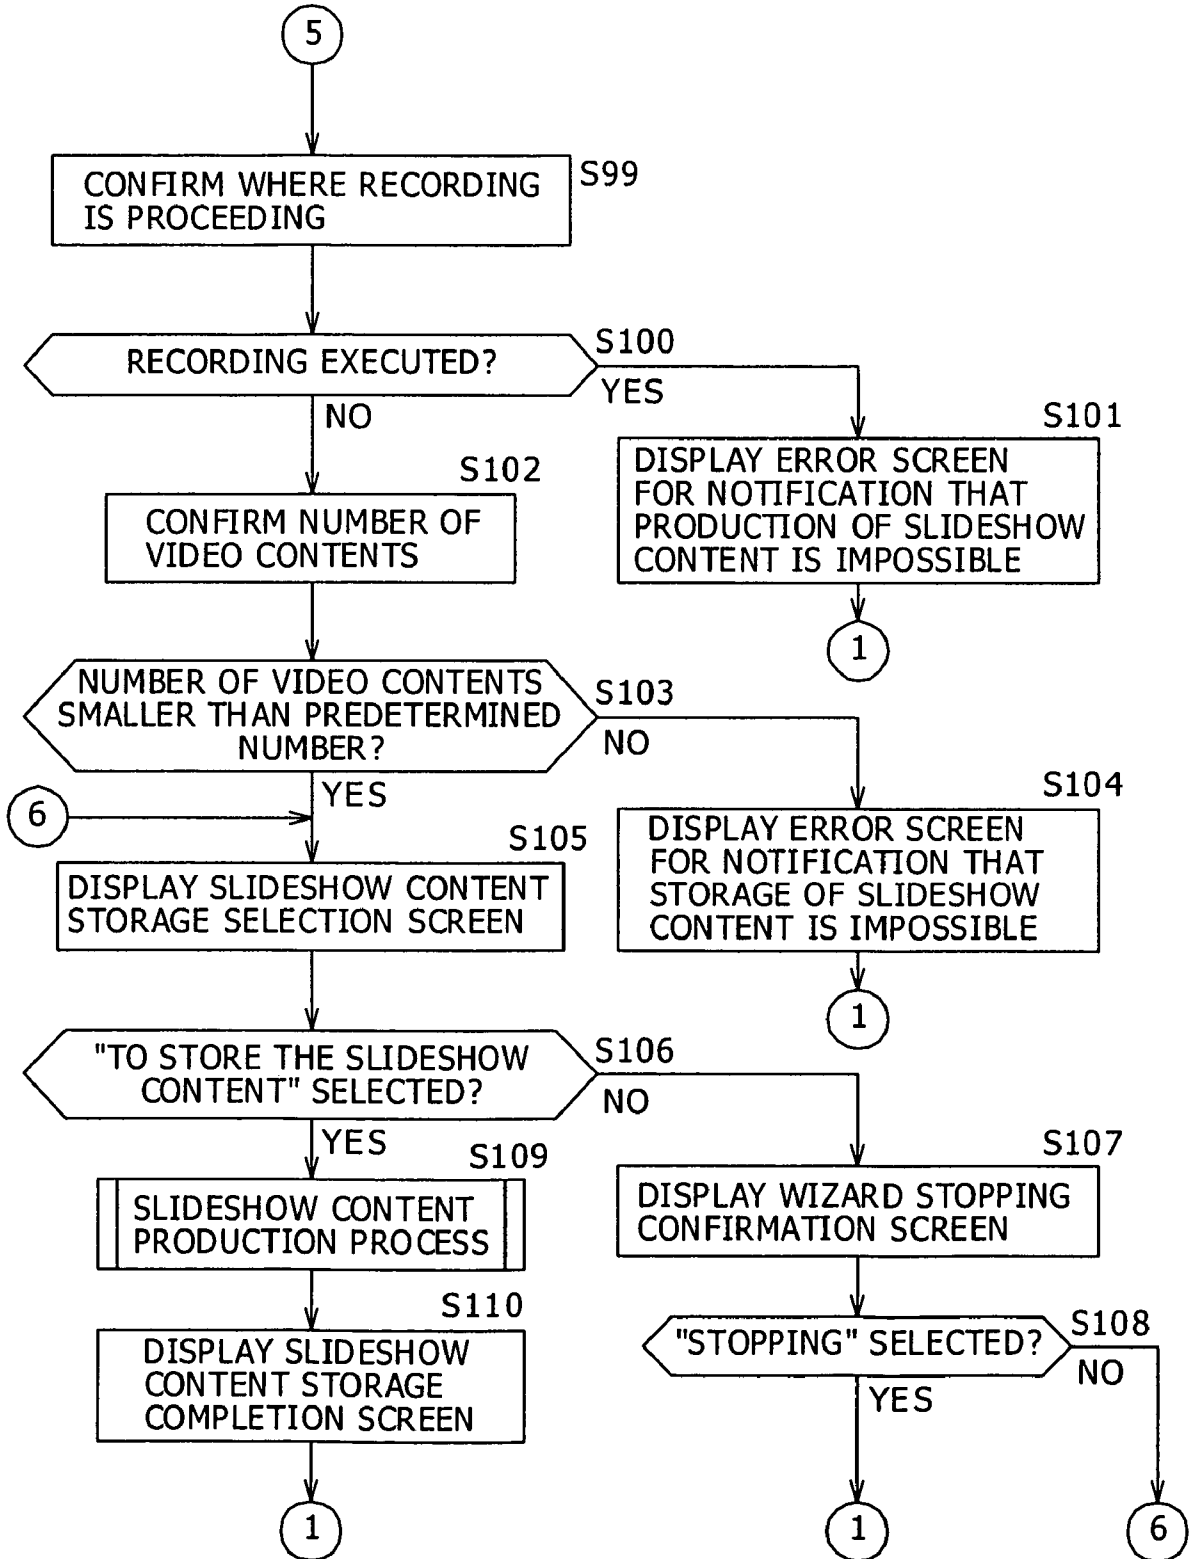 5
CONFIRM WHERE RECORDING
IS PROCEEDING
S99
RECORDING EXECUTED?
S100
YES
NO
S101
DISPLAY ERROR SCREEN
FOR NOTIFICATION THAT
PRODUCTION OF SLIDESHOW
CONTENT IS IMPOSSIBLE
1
S102
CONFIRM NUMBER OF
VIDEO CONTENTS
NUMBER OF VIDEO CONTENTS
SMALLER THAN PREDETERMINED
NUMBER?
S103
NO
YES
6
S104
DISPLAY ERROR SCREEN
FOR NOTIFICATION THAT
STORAGE OF SLIDESHOW
CONTENT IS IMPOSSIBLE
1
S105
DISPLAY SLIDESHOW CONTENT
STORAGE SELECTION SCREEN
"TO STORE THE SLIDESHOW
CONTENT" SELECTED?
S106
NO
YES
S107
DISPLAY WIZARD STOPPING
CONFIRMATION SCREEN
S109
SLIDESHOW CONTENT
PRODUCTION PROCESS
"STOPPING" SELECTED?
S108
NO
YES
S110
DISPLAY SLIDESHOW
CONTENT STORAGE
COMPLETION SCREEN
1
1
6